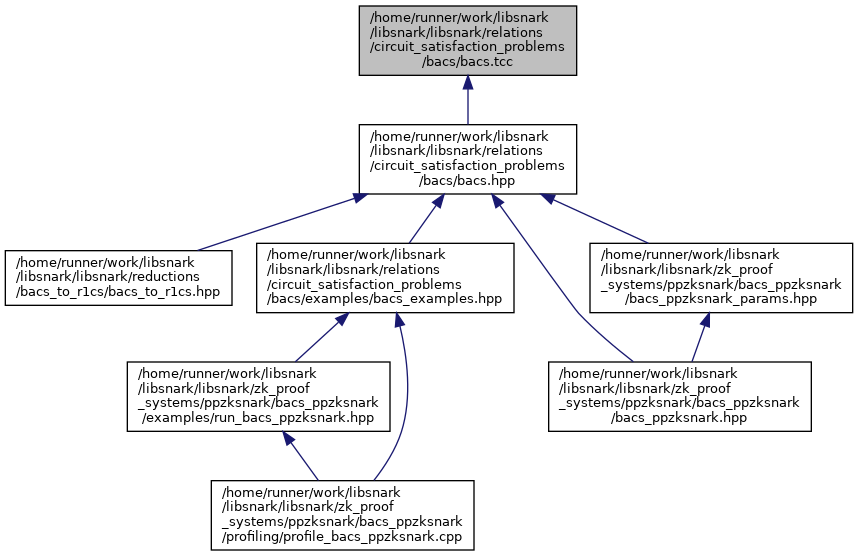 /home/runner/work/libsnark
/libsnark/libsnark/relations
/circuit_satisfaction_problems
/bacs/bacs.tcc
/home/runner/work/libsnark
/libsnark/libsnark/relations
/circuit_satisfaction_problems
/bacs/bacs.hpp
/home/runner/work/libsnark
/libsnark/libsnark/reductions
/bacs_to_r1cs/bacs_to_r1cs.hpp
/home/runner/work/libsnark
/libsnark/libsnark/relations
/circuit_satisfaction_problems
/bacs/examples/bacs_examples.hpp
/home/runner/work/libsnark
/libsnark/libsnark/zk_proof
_systems/ppzksnark/bacs_ppzksnark
/bacs_ppzksnark_params.hpp
/home/runner/work/libsnark
/libsnark/libsnark/zk_proof
_systems/ppzksnark/bacs_ppzksnark
/examples/run_bacs_ppzksnark.hpp
/home/runner/work/libsnark
/libsnark/libsnark/zk_proof
_systems/ppzksnark/bacs_ppzksnark
/bacs_ppzksnark.hpp
/home/runner/work/libsnark
/libsnark/libsnark/zk_proof
_systems/ppzksnark/bacs_ppzksnark
/profiling/profile_bacs_ppzksnark.cpp